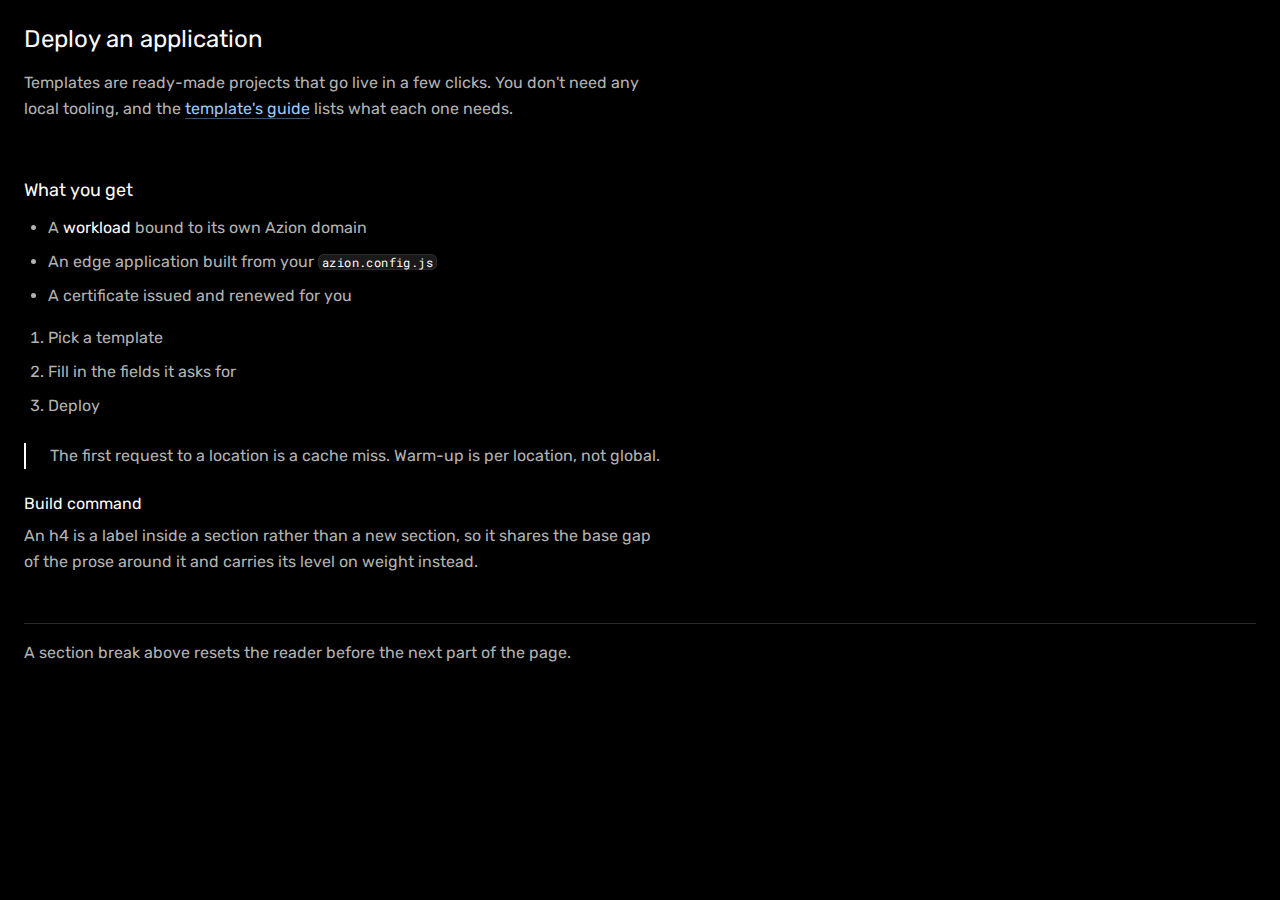 Deploy an application
Templates are ready-made projects that go live in a few clicks. You don't need any
local tooling, and the template's guide lists what each one needs.
What you get
• A workload bound to its own Azion domain
• An edge application built from your azion.config.js
• A certificate issued and renewed for you
1. Pick a template
2. Fill in the fields it asks for
3. Deploy
The first request to a location is a cache miss. Warm-up is per location, not global.
Build command
An h4 is a label inside a section rather than a new section, so it shares the base gap
of the prose around it and carries its level on weight instead.
A section break above resets the reader before the next part of the page.